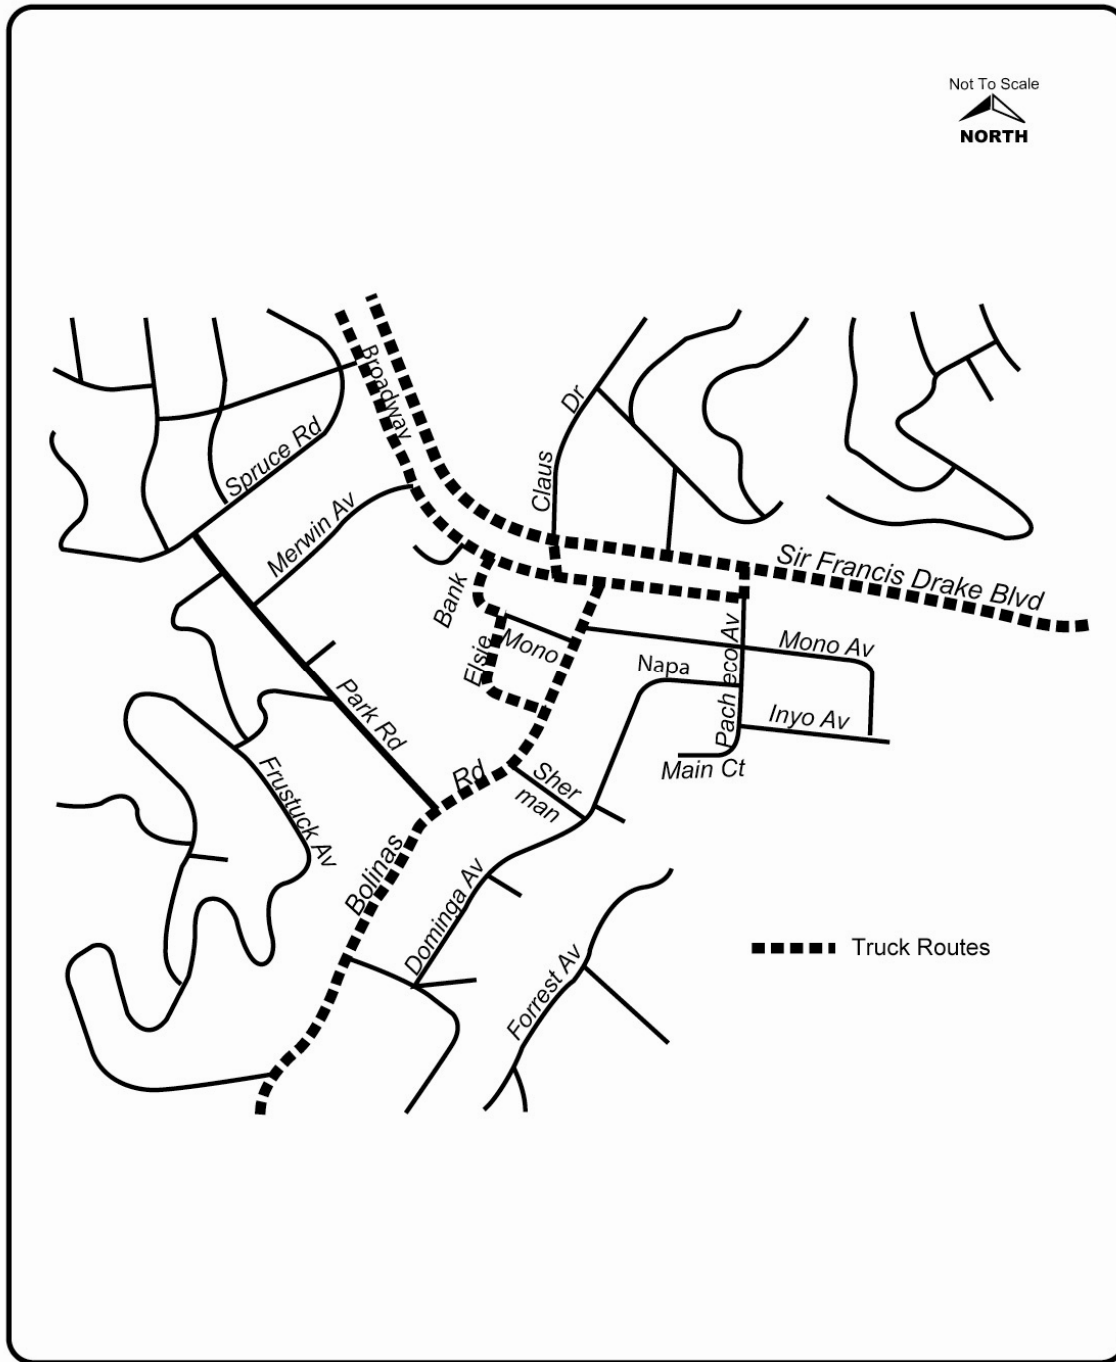 Not To Scale
NORTH
Broadway
Dr
Claus
Spruce Rd
Merwin Av
Sir Francis Drake Blvd
Bank
Elsie
Mono
Mono Av
Napa
Pacheco Av
Inyo Av
Main Ct
Park Rd
Rd
Sher
man
Frustuck Av
Bolinas
Dominga Av
Forrest Av
Truck Routes